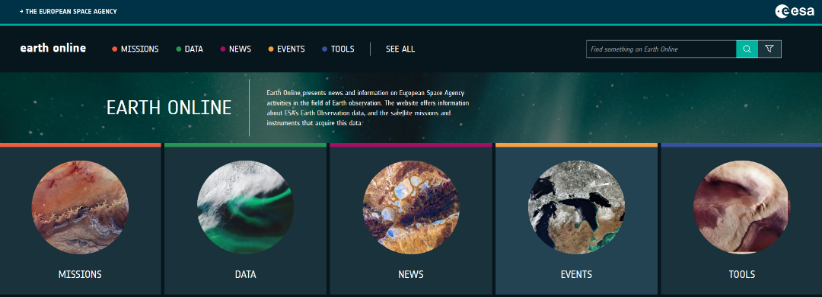 → THE EUROPEAN SPACE AGENCY
esa
earth online
MISSIONS
DATA
NEWS
EVENTS
TOOLS
SEE ALL
Find something on Earth Online
EARTH ONLINE
Earth Online presents news and information on European Space Agency
activities in the field of Earth observation. The website offers information
about ESA's Earth Observation data, and the satellite missions and
instruments that acquire this data.
MISSIONS
DATA
NEWS
EVENTS
TOOLS